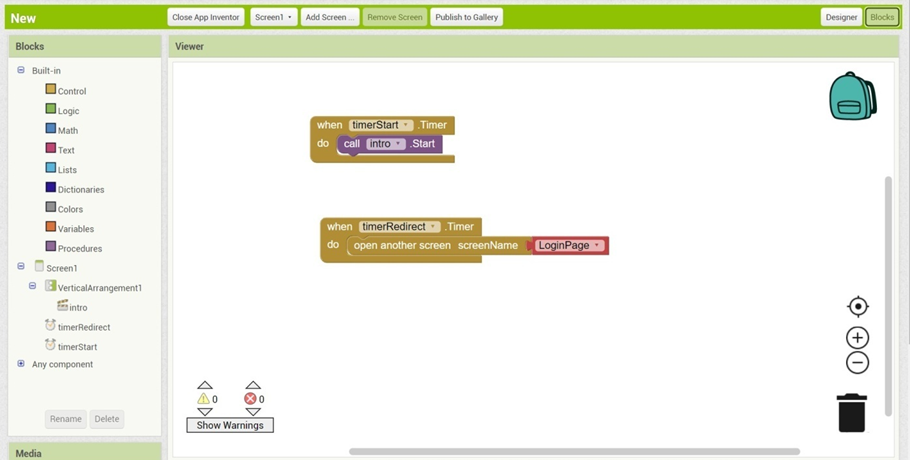 New
Close App Inventor
Screen1
Add Screen ...
Remove Screen
Publish to Gallery
Designer
Blocks
Blocks
Viewer
Built-in
Control
Logic
Math
Text
Lists
Dictionaries
Colors
Variables
Procedures
Screen1
VerticalArrangement1
intro
timerRedirect
timerStart
Any component
Rename
Delete
Media
when timerStart .Timer
do call intro .Start
when timerRedirect .Timer
do open another screen screenName LoginPage
0 0
Show Warnings